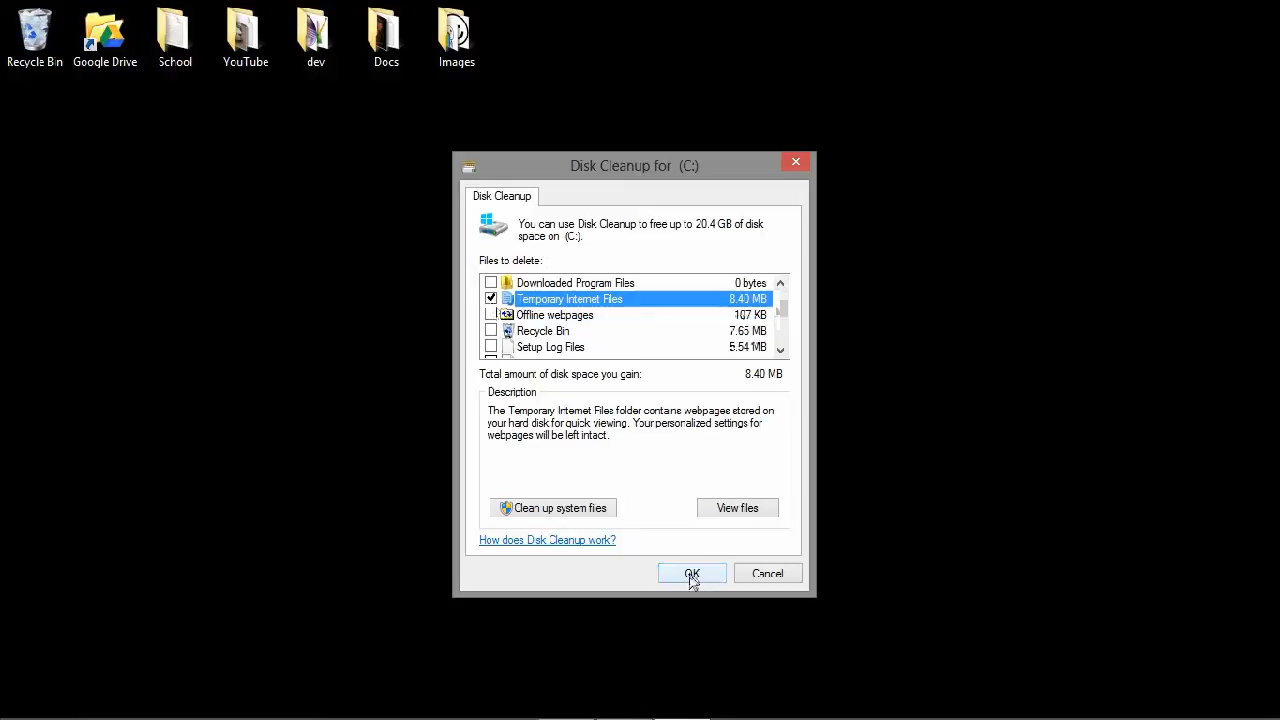 Recycle Bin
Google Drive
School
YouTube
dev
Docs
Images
Disk Cleanup for (C:)
Disk Cleanup
You can use Disk Cleanup to free up to 20.4 GB of disk
space on (C:).
Files to delete:
Downloaded Program Files 0 bytes
Temporary Internet Files 8.40 MB
Offline webpages 107 KB
Recycle Bin 7.65 MB
Setup Log Files 5.54 MB
Total amount of disk space you gain: 8.40 MB
Description
The Temporary Internet Files folder contains webpages stored on
your hard disk for quick viewing. Your personalized settings for
webpages will be left intact.
Clean up system files
View files
How does Disk Cleanup work?
OK
Cancel